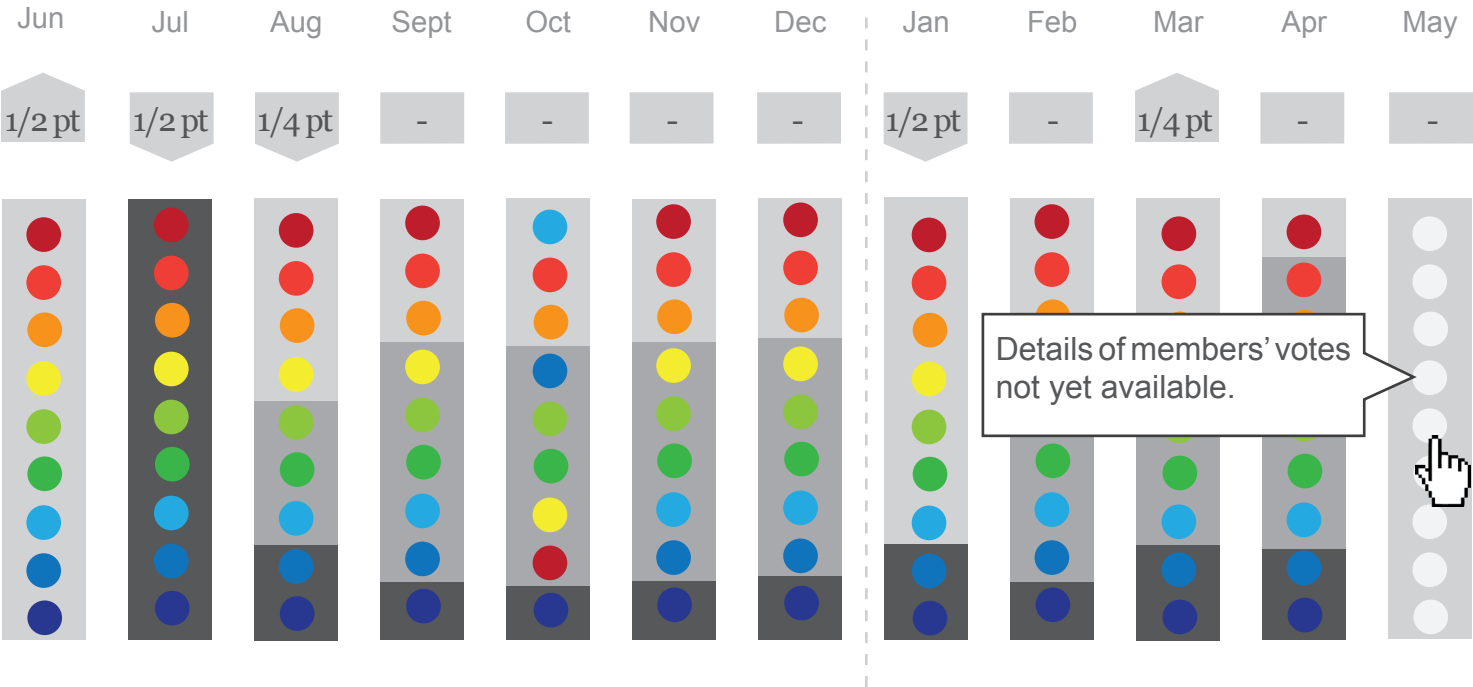 Jun Jul Aug Sept Oct Nov Dec Jan Feb Mar Apr May
1/2 pt 1/2 pt 1/4 pt - - - - 1/2 pt - 1/4 pt - -
Details of members’ votes
not yet available.